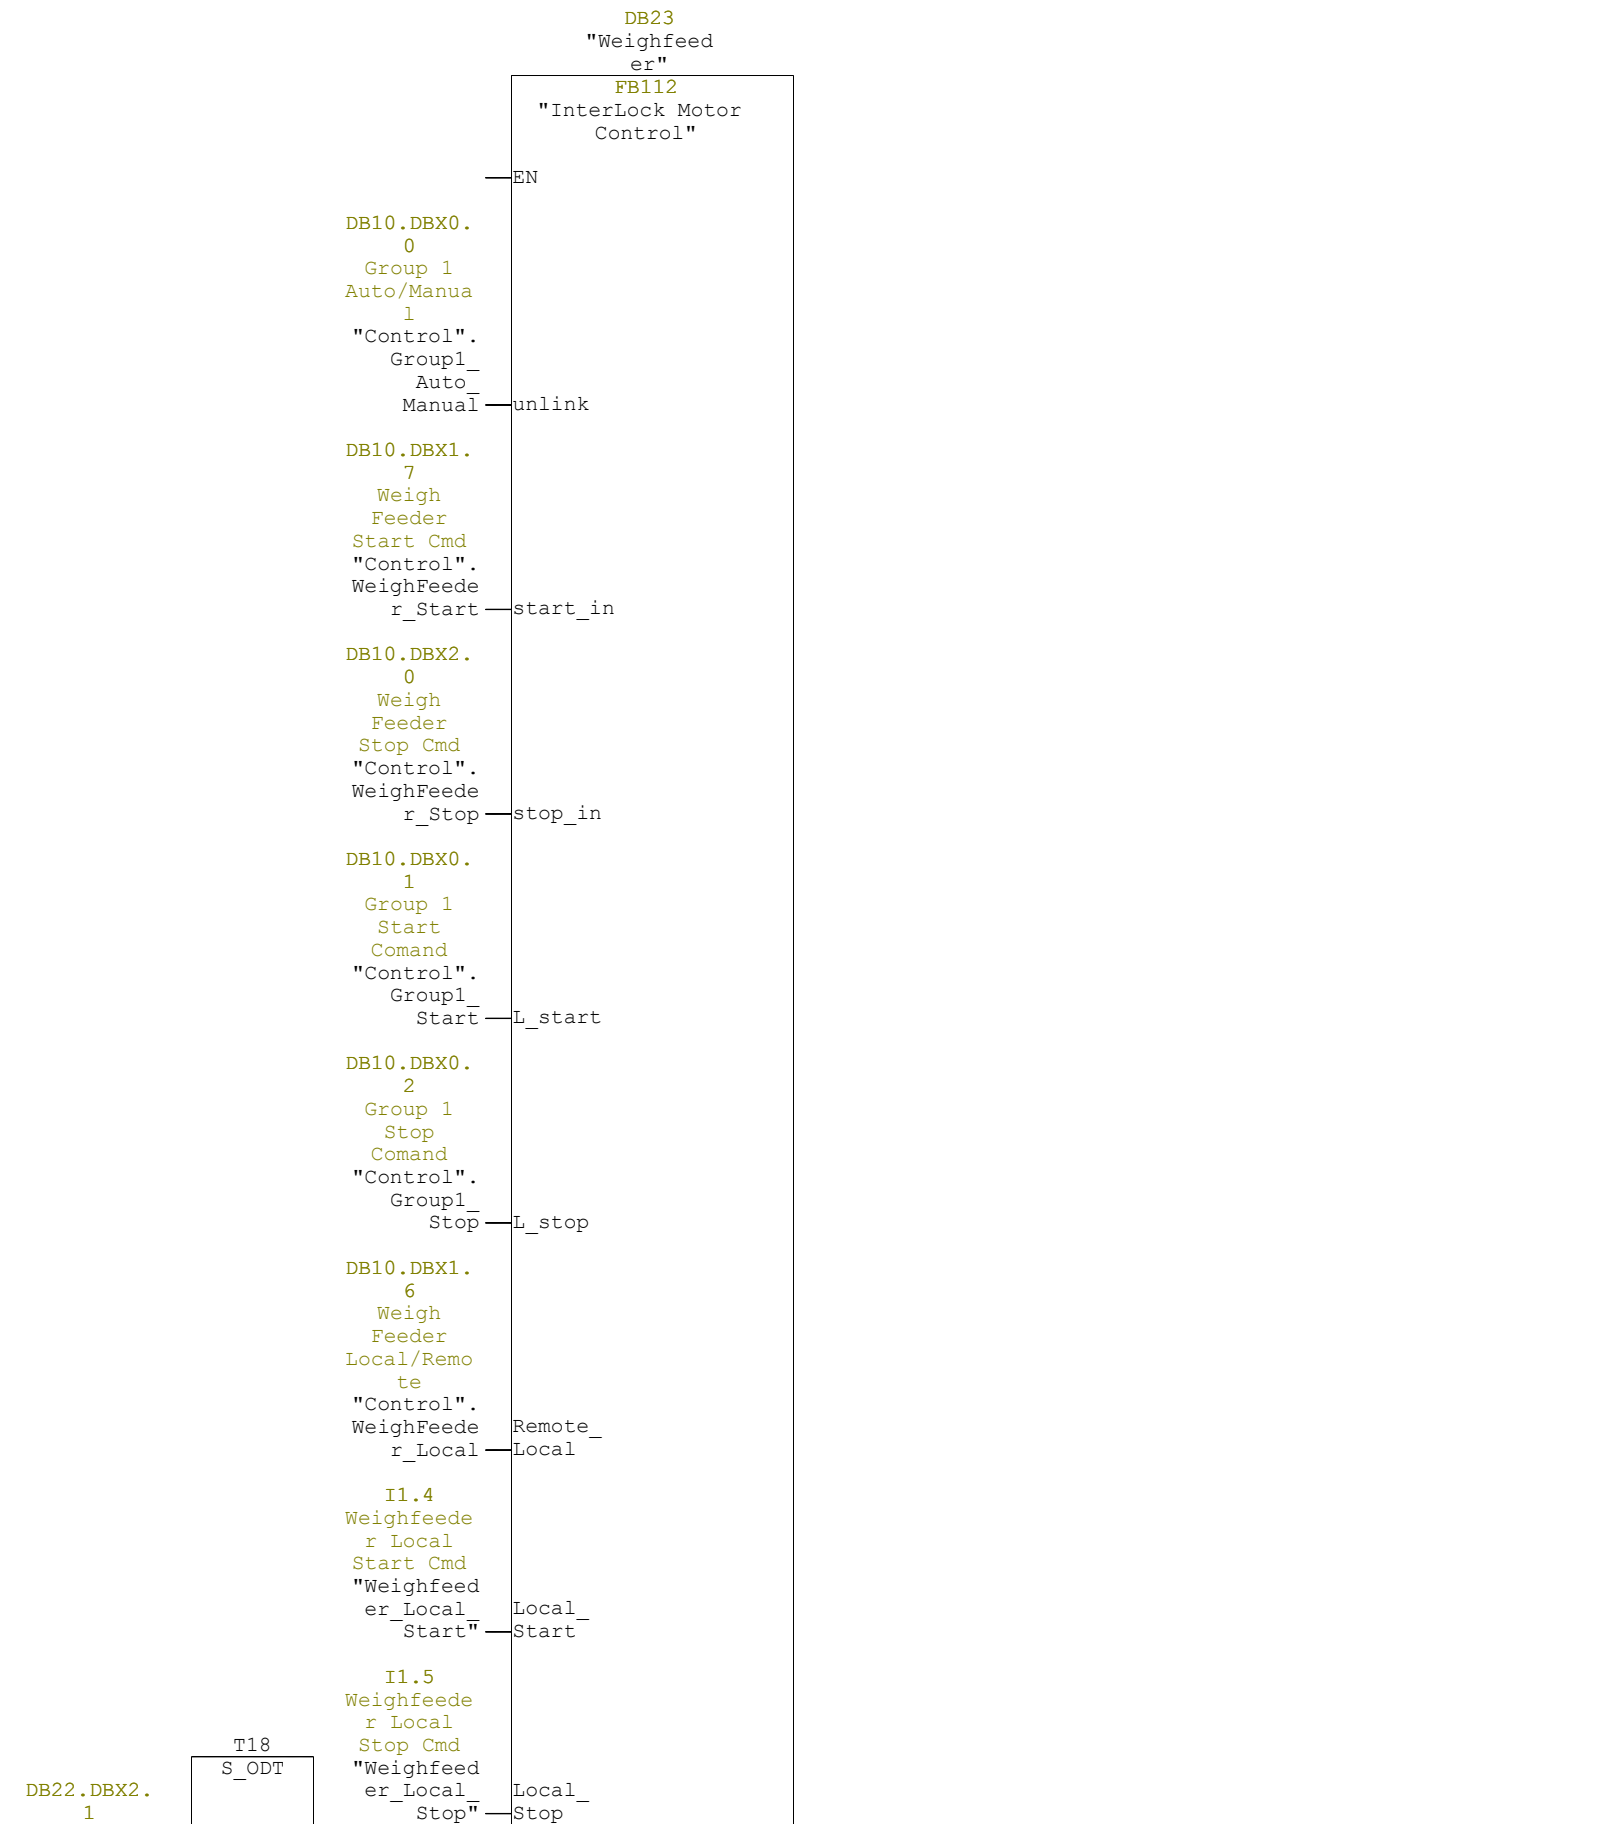 DB23
"Weighfeed
er"
FB112
"InterLock Motor
Control"
EN
DB10.DBX0.
0
Group 1
Auto/Manua
l
"Control".
Group1_
Auto_
Manual
unlink
DB10.DBX1.
7
Weigh
Feeder
Start Cmd
"Control".
WeighFeede
r_Start
start_in
DB10.DBX2.
0
Weigh
Feeder
Stop Cmd
"Control".
WeighFeede
r_Stop
stop_in
DB10.DBX0.
1
Group 1
Start
Comand
"Control".
Group1_
Start
L_start
DB10.DBX0.
2
Group 1
Stop
Comand
"Control".
Group1_
Stop
L_stop
DB10.DBX1.
6
Weigh
Feeder
Local/Remo
te
"Control".
WeighFeede
r_Local
Remote_
Local
I1.4
Weighfeede
r Local
Start Cmd
"Weighfeed
er_Local_
Start"
Local_
Start
I1.5
Weighfeede
r Local
Stop Cmd
"Weighfeed
er_Local_
Stop"
Local_
Stop
T18
S_ODT
DB22.DBX2.
1